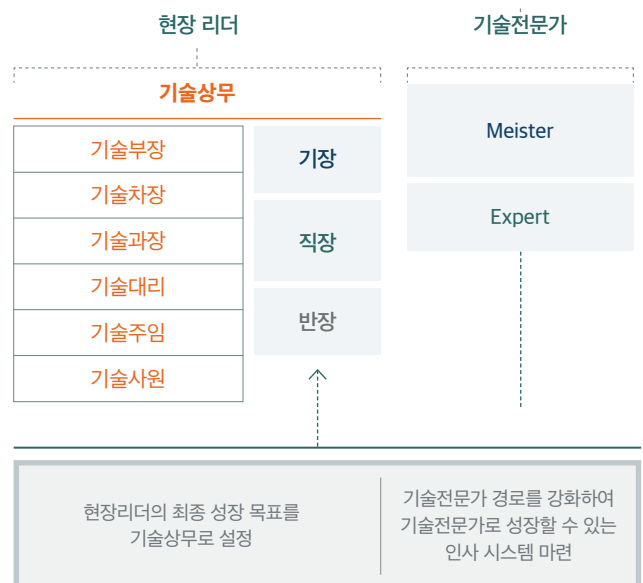 현장 리더
기술전문가
기술상무
기술부장
기술차장
기술과장
기술대리
기술주임
기술사원
기장
직장
반장
Meister
Expert
현장리더의 최종 성장 목표를
기술상무로 설정
기술전문가 경로를 강화하여
기술전문가로 성장할 수 있는
인사 시스템 마련